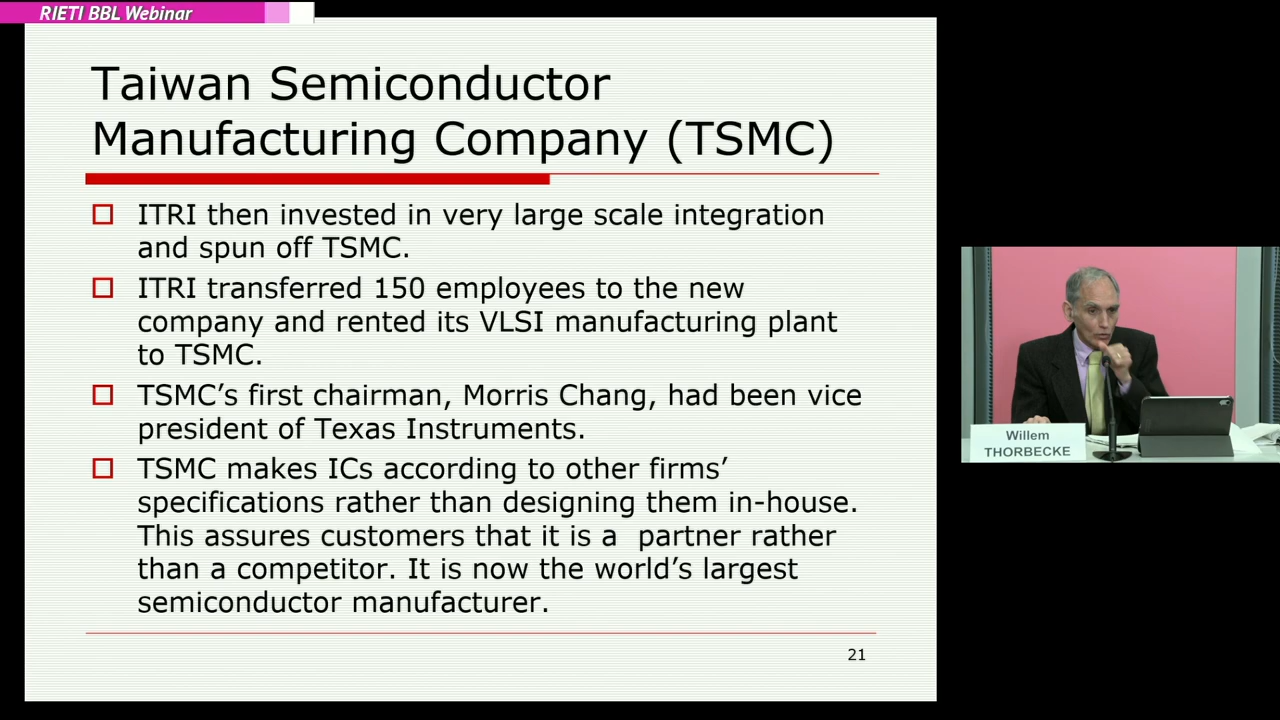 RIETI BBL Webinar
Taiwan Semiconductor
Manufacturing Company (TSMC)
ITRI then invested in very large scale integration
and spun off TSMC.
ITRI transferred 150 employees to the new
company and rented its VLSI manufacturing plant
to TSMC.
TSMC’s first chairman, Morris Chang, had been vice
president of Texas Instruments.
TSMC makes ICs according to other firms’
specifications rather than designing them in-house.
This assures customers that it is a  partner rather
than a competitor. It is now the world’s largest
semiconductor manufacturer.
21
Willem
THORBECKE